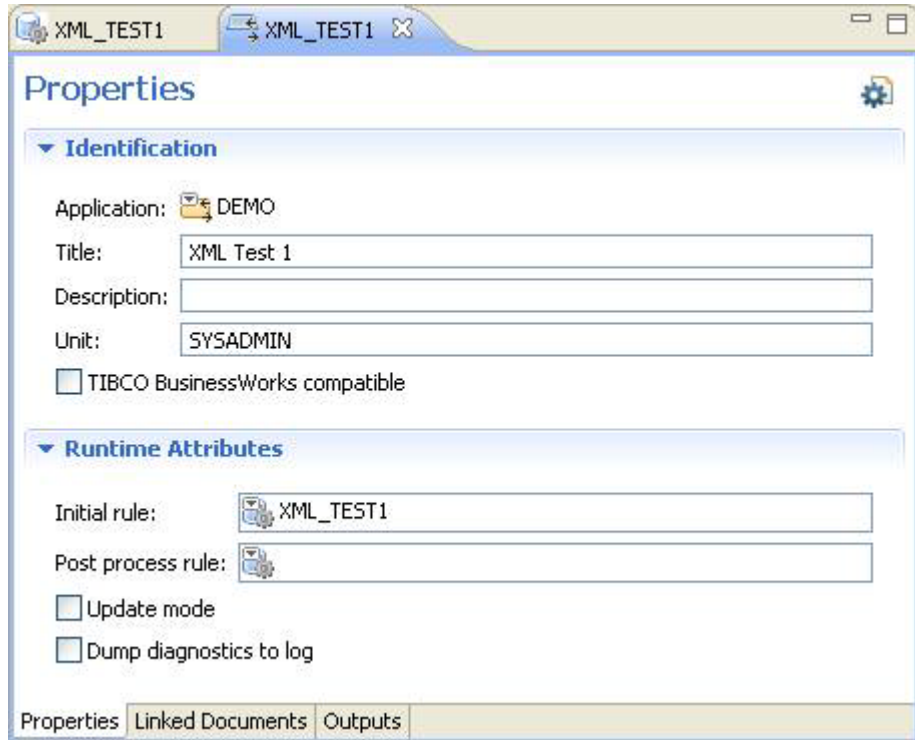 XML_TEST1 XML_TEST1
Properties
Identification
Application: DEMO
Title: XML Test 1
Description:
Unit: SYSADMIN
TIBCO BusinessWorks compatible
Runtime Attributes
Initial rule: XML_TEST1
Post process rule:
Update mode
Dump diagnostics to log
Properties Linked Documents Outputs